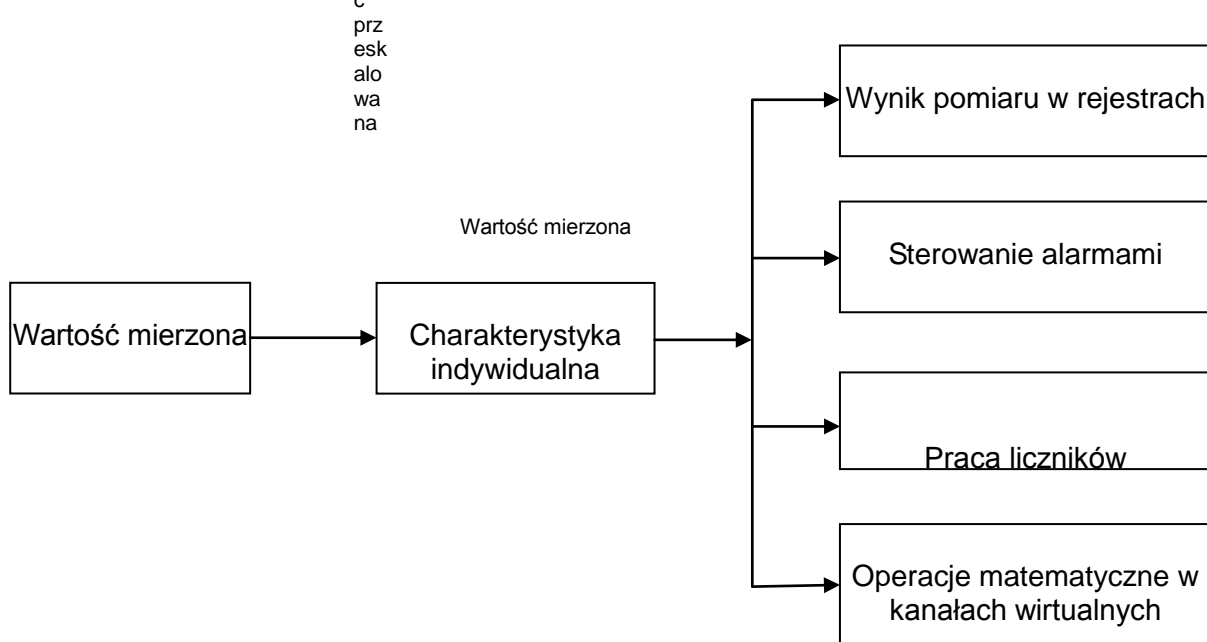 ć
prz
esk
alo
wa
na
Wynik pomiaru w rejestrach
Wartość mierzona
Sterowanie alarmami
Wartość mierzona
Charakterystyka
indywidualna
Praca liczników
Operacje matematyczne w
kanałach wirtualnych